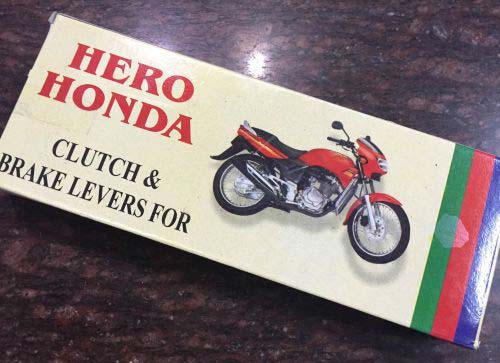 HERO
HONDA
CLUTCH &
BRAKE LEVERS FOR